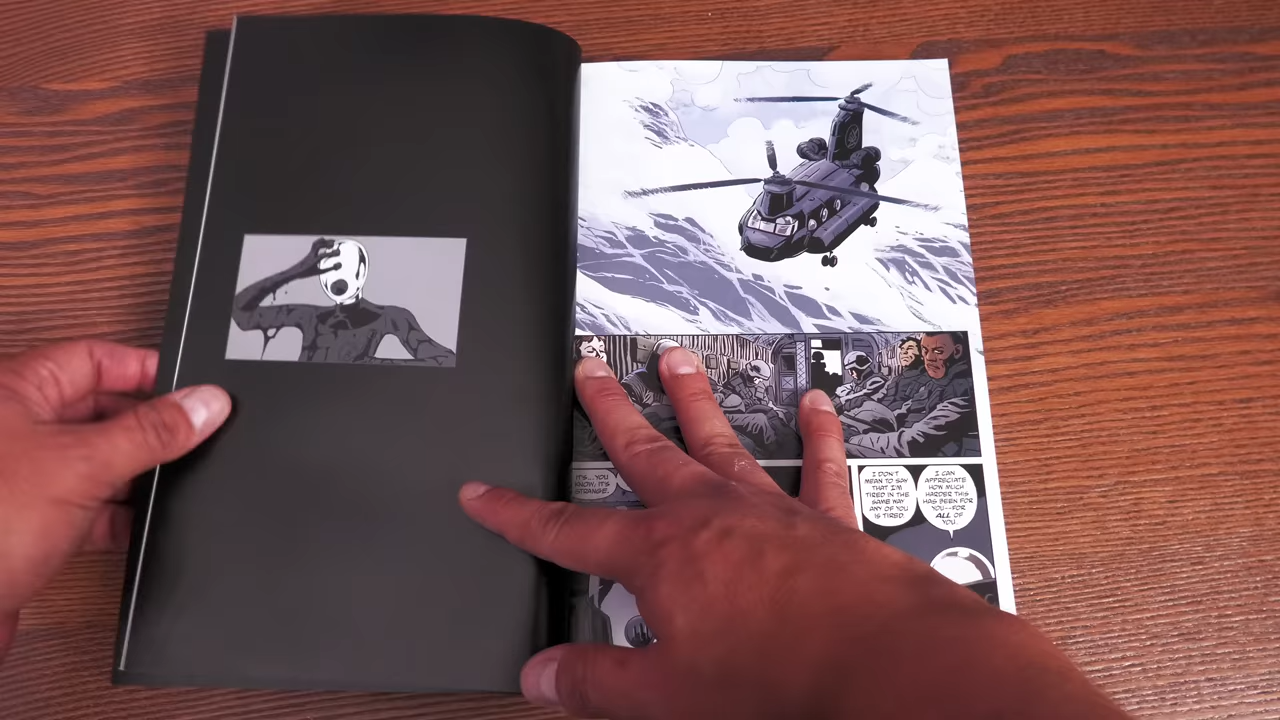 IT'S...YOU
KNOW, IT'S
STRANGE.
I DON'T
MEAN TO SAY
THAT I'M
TIRED IN THE
SAME WAY
ANY OF YOU
IS TIRED.
I CAN
APPRECIATE
HOW MUCH
HARDER THIS
HAS BEEN FOR
YOU--FOR
ALL OF
YOU.